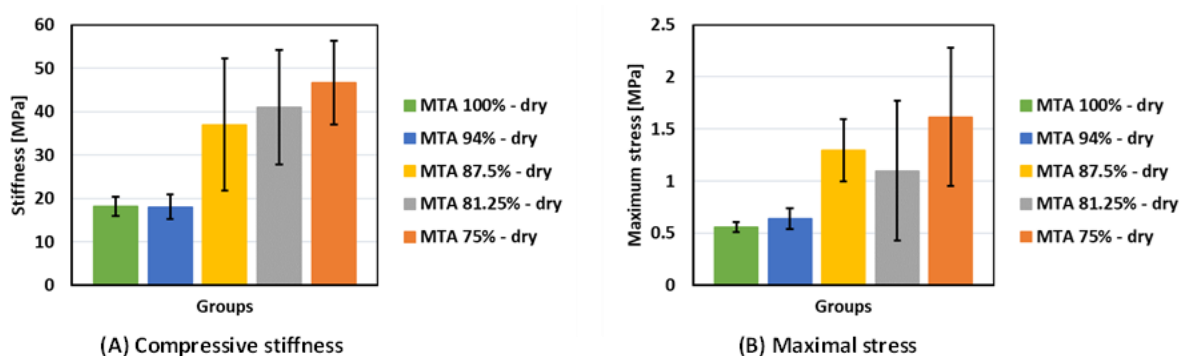 60
50
40
30
20
10
0
Stiffness [MPa]
Groups
MTA 100% - dry
MTA 94% - dry
MTA 87.5% - dry
MTA 81.25% - dry
MTA 75% - dry
(A) Compressive stiffness
2.5
2
1.5
1
0.5
0
Maximum stress [MPa]
Groups
MTA 100% - dry
MTA 94% - dry
MTA 87.5% - dry
MTA 81.25% - dry
MTA 75% - dry
(B) Maximal stress